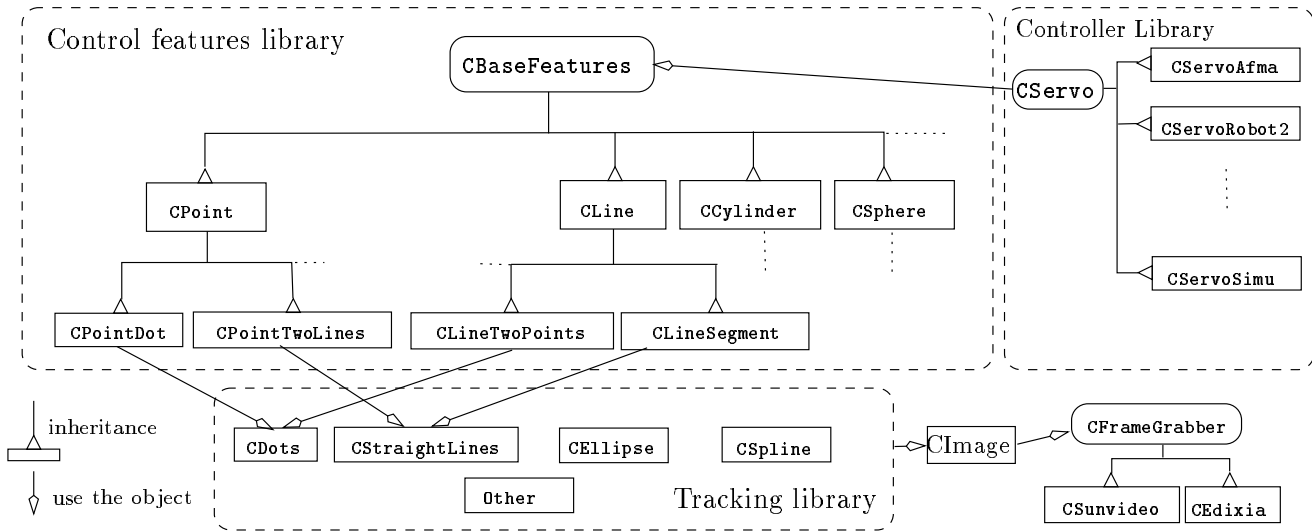 Control features library
CBaseFeatures
CPoint
CLine
CCylinder
CSphere
CPointDot
CPointTwoLines
CLineTwoPoints
CLineSegment
Controller Library
CServo
CServoAfma
CServoRobot2
CServoSimu
inheritance
use the object
CDots
CStraightLines
CEllipse
CSpline
Other
Tracking library
CImage
CFrameGrabber
CSunvideo
CEdixia